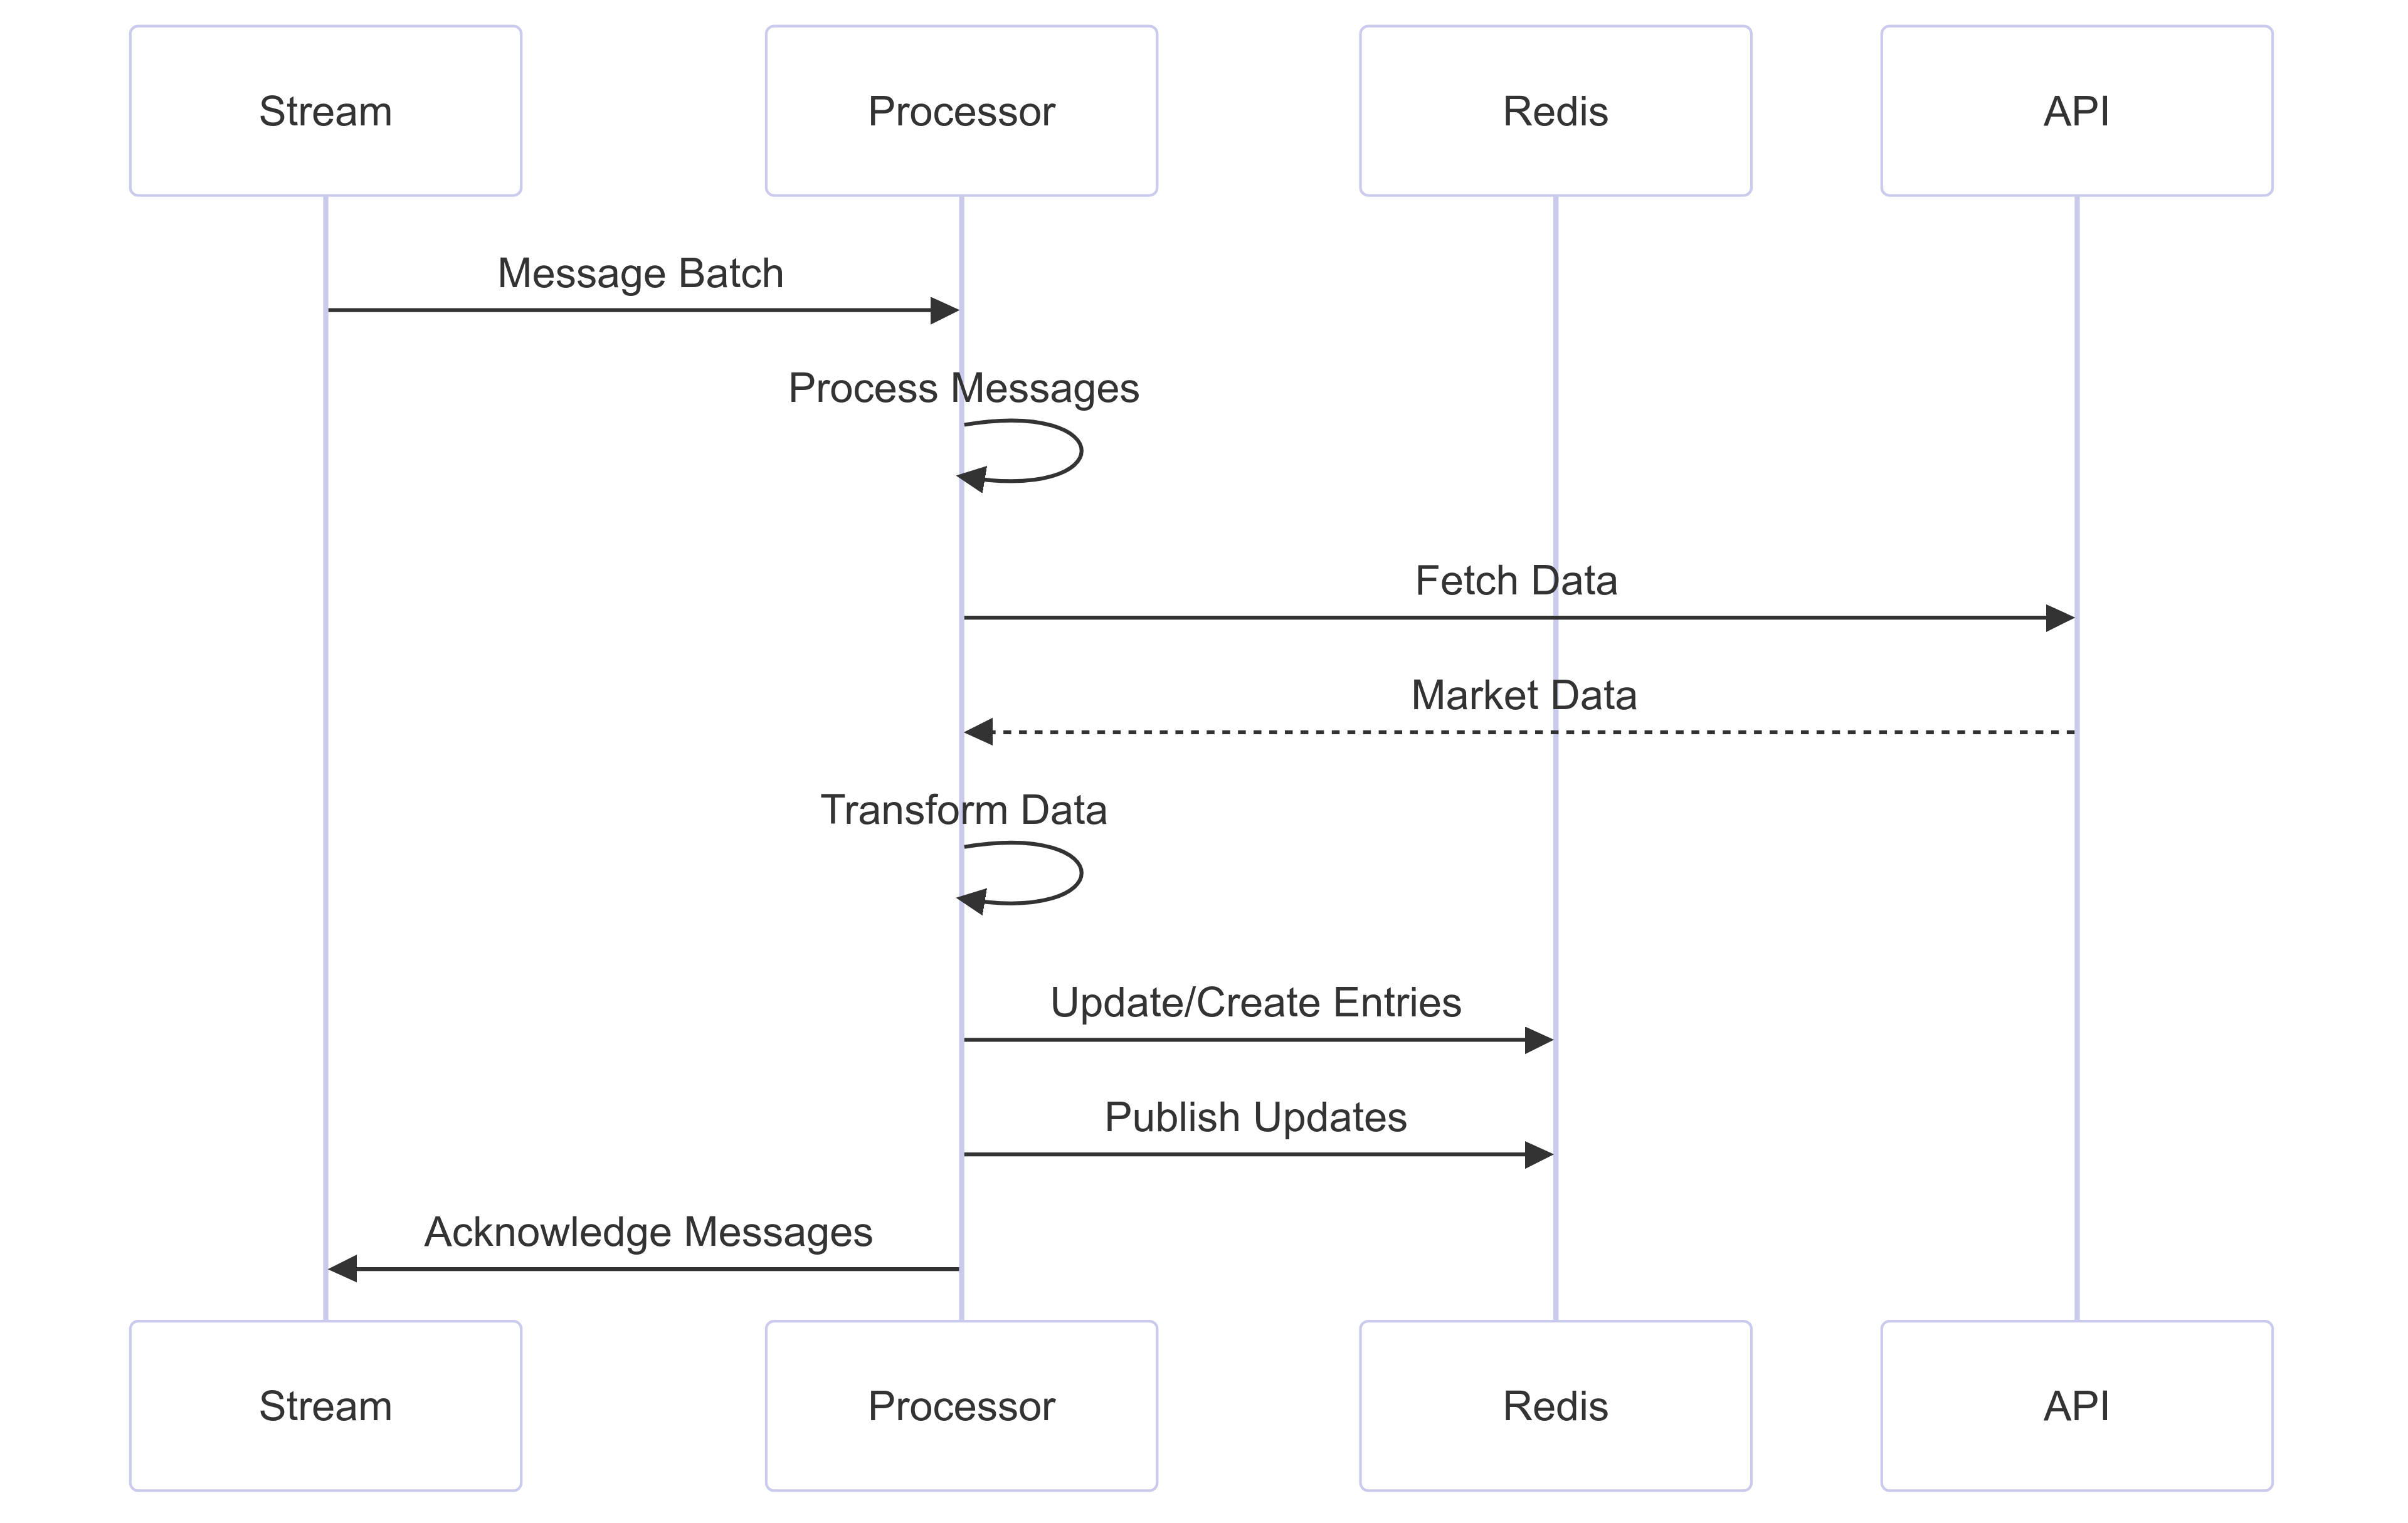 Stream
Processor
Redis
API
Message Batch
Process Messages
Fetch Data
Market Data
Transform Data
Update/Create Entries
Publish Updates
Acknowledge Messages
Stream
Processor
Redis
API